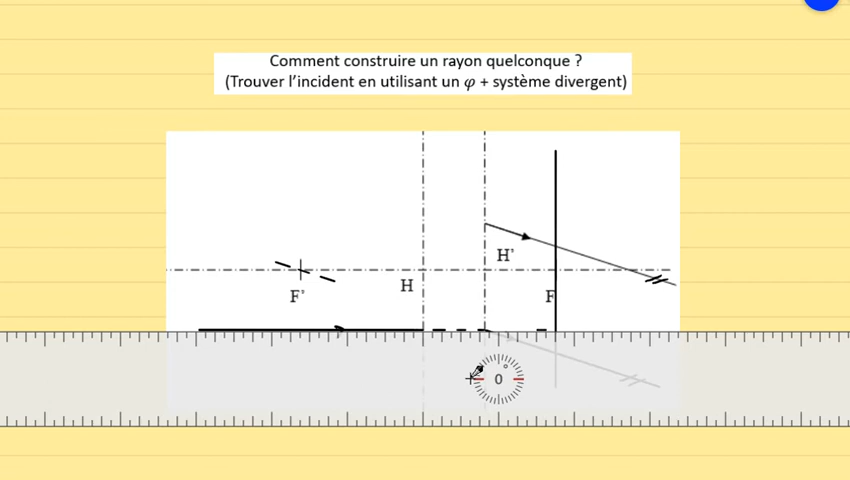 Comment construire un rayon quelconque ?
(Trouver l’incident en utilisant un φ + système divergent)
H'
F'
H
F
0